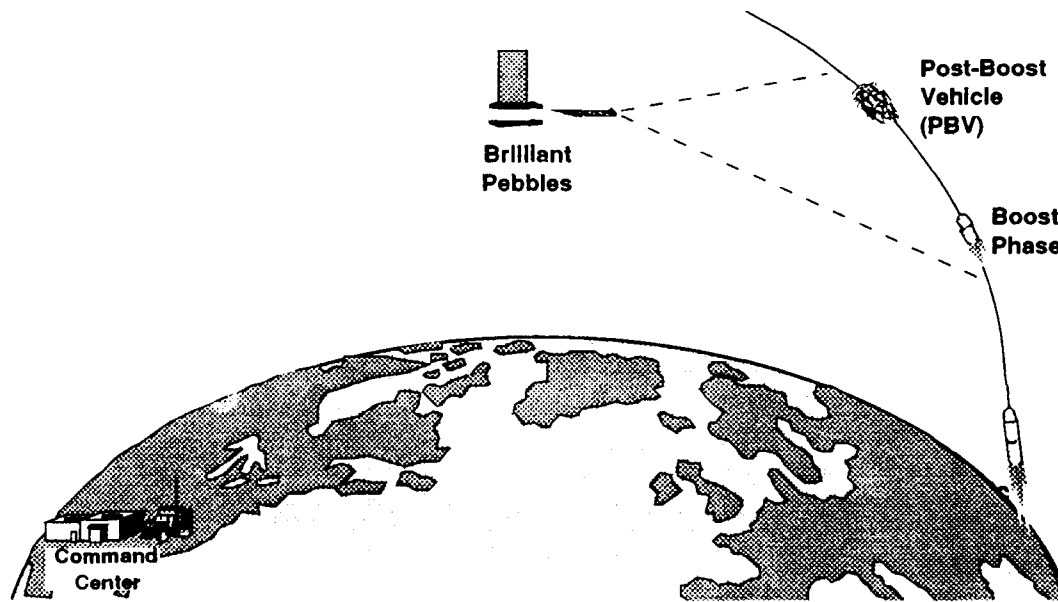 Post-Boost
Vehicle
(PBV)
Brilliant
Pebbles
Boost
Phase
Command
Center